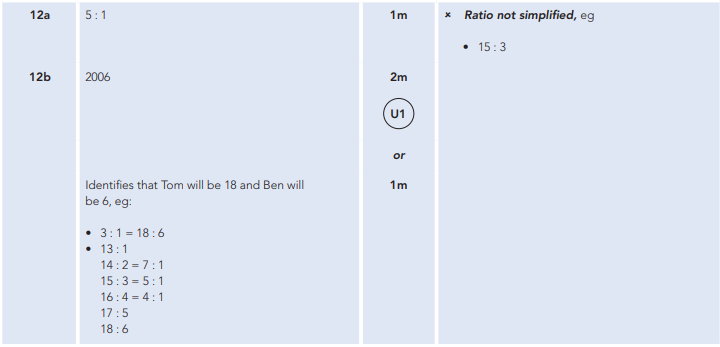 12a 5 : 1 1m × Ratio not simplified, eg
• 15 : 3
12b 2006 2m
U1
or
Identifies that Tom will be 18 and Ben will 1m
be 6, eg:
• 3 : 1 = 18 : 6
• 13 : 1
14 : 2 = 7 : 1
15 : 3 = 5 : 1
16 : 4 = 4 : 1
17 : 5
18 : 6